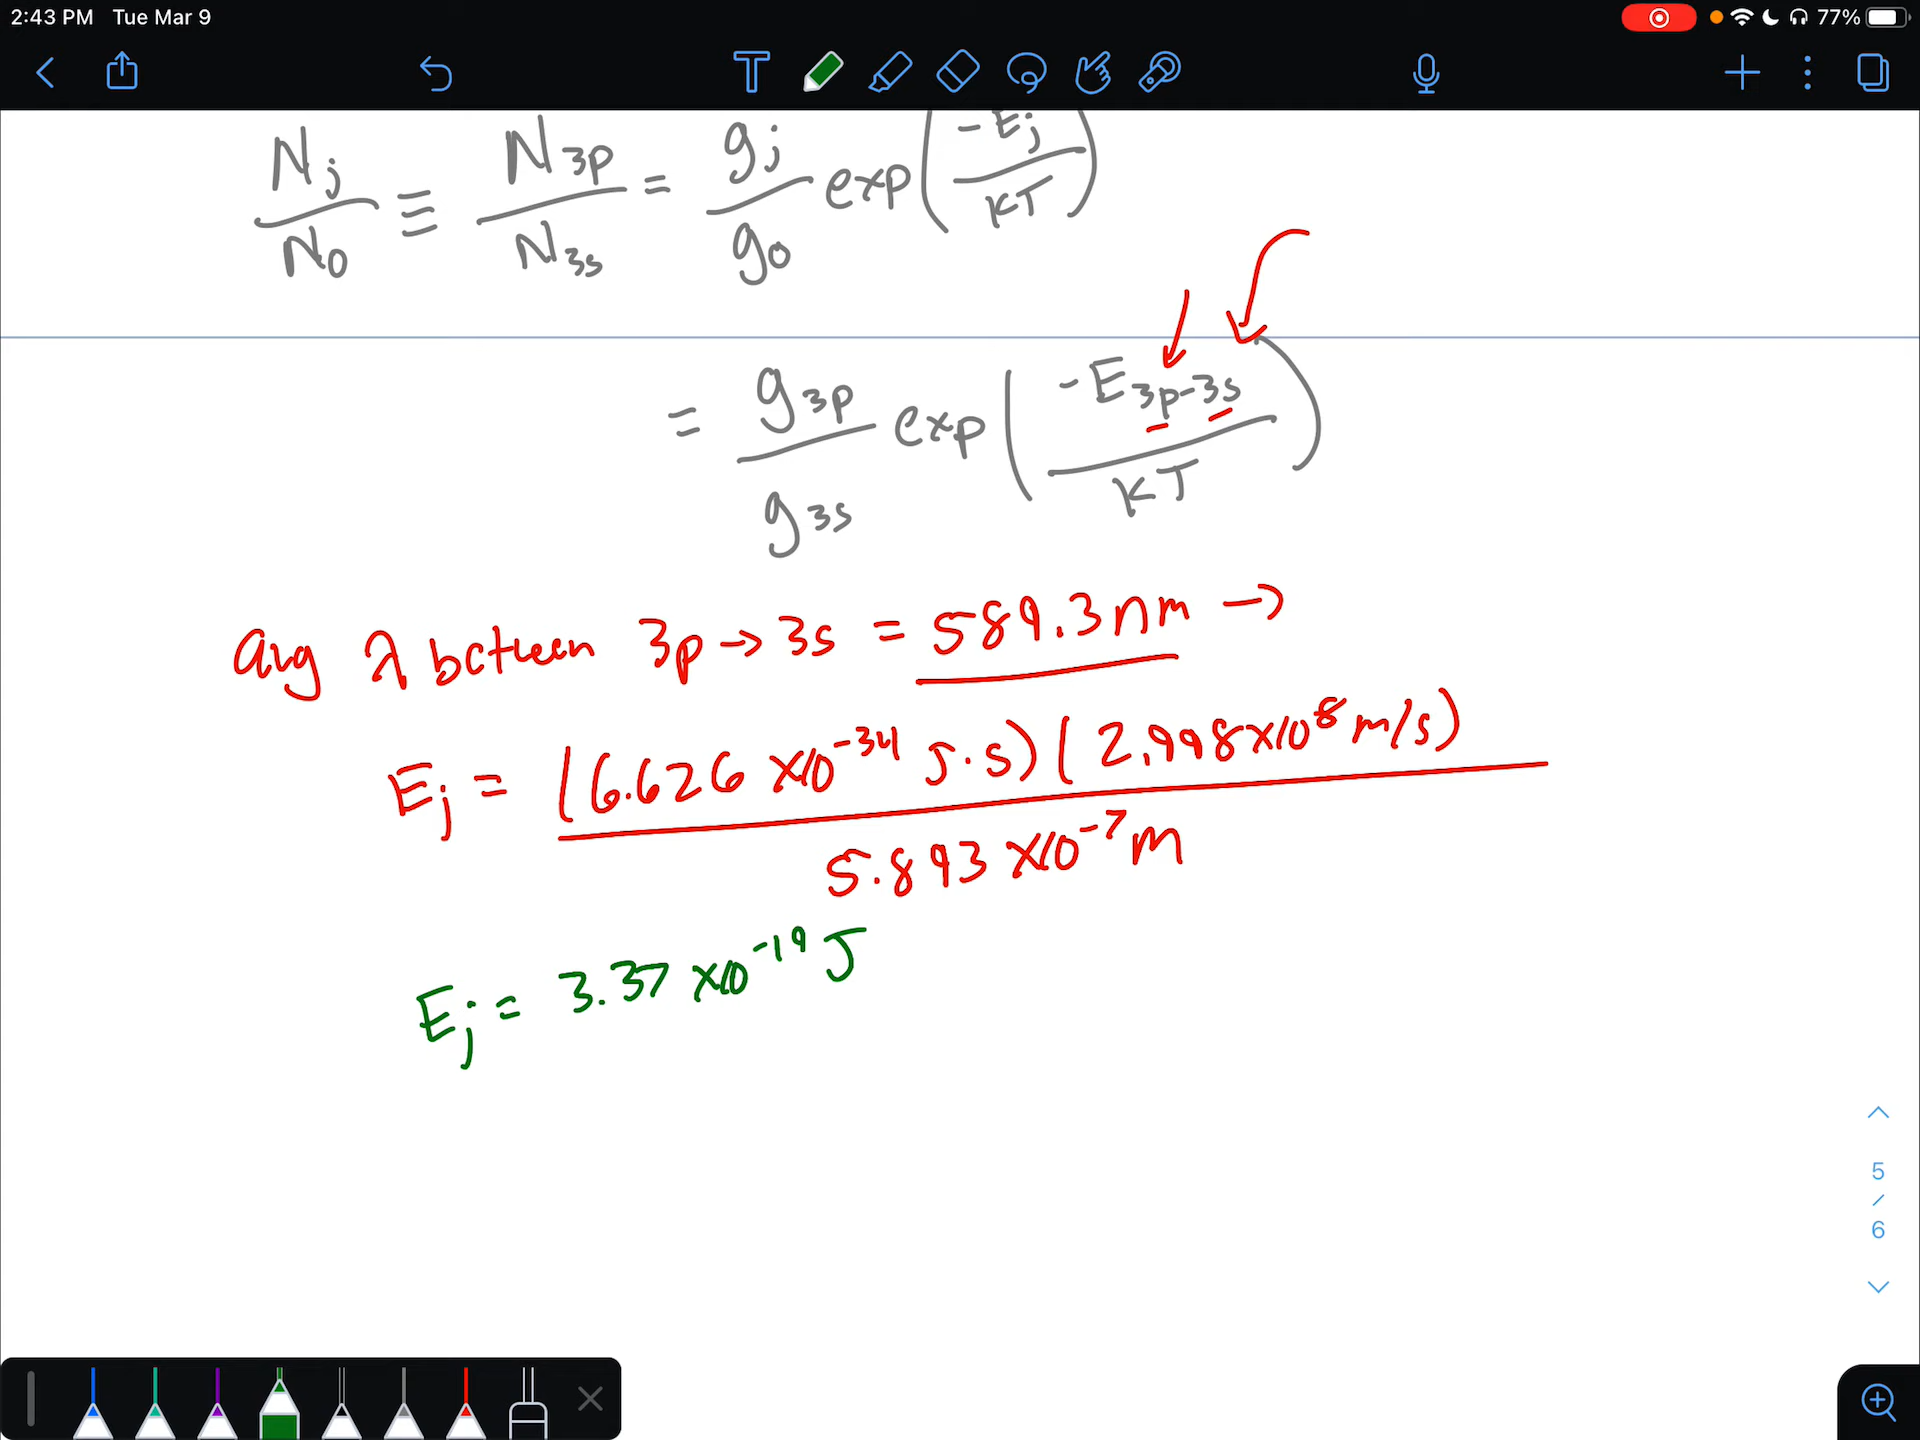 2:43 PM Tue Mar 9 77%
T
Nj/N0 ≡ N3p/N3s = gj/g0 exp(-Ej/KT)
= g3p/g3s exp(-E3p-3s/KT)
avg λ between 3p → 3s = 589.3nm →
Ej = (6.626 x10^-34 J·s)(2.998x10^8 m/s)/5.893 x10^-7 m
Ej = 3.37 x10^-19 J
5
/
6